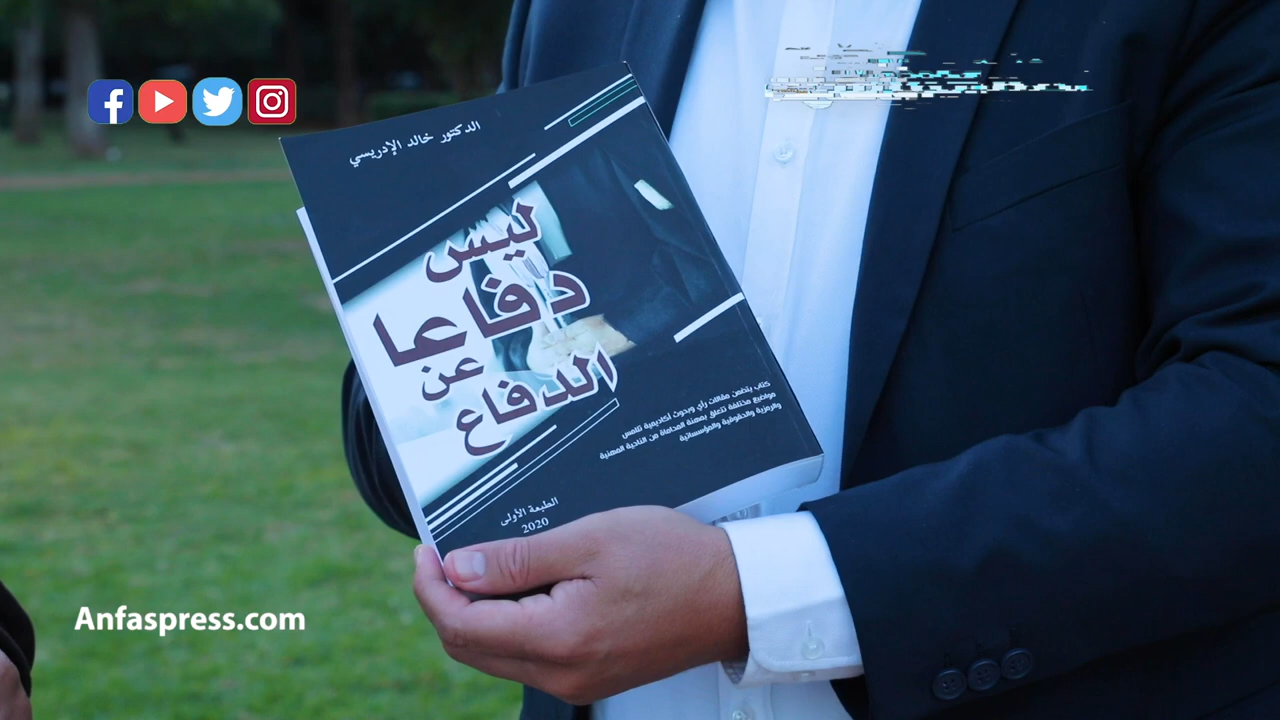 الدكتور خالد الإدريسي
ليس
دفاعا
عن
الدفاع
كتاب يتضمن مقالات رأي وبحوث أكاديمية تلامس
مواضيع مختلفة تتعلق بمهنة المحاماة من الناحية المهنية
والرمزية والحقوقية والمؤسساتية
الطبعة الأولى
2020
Anfaspress.com